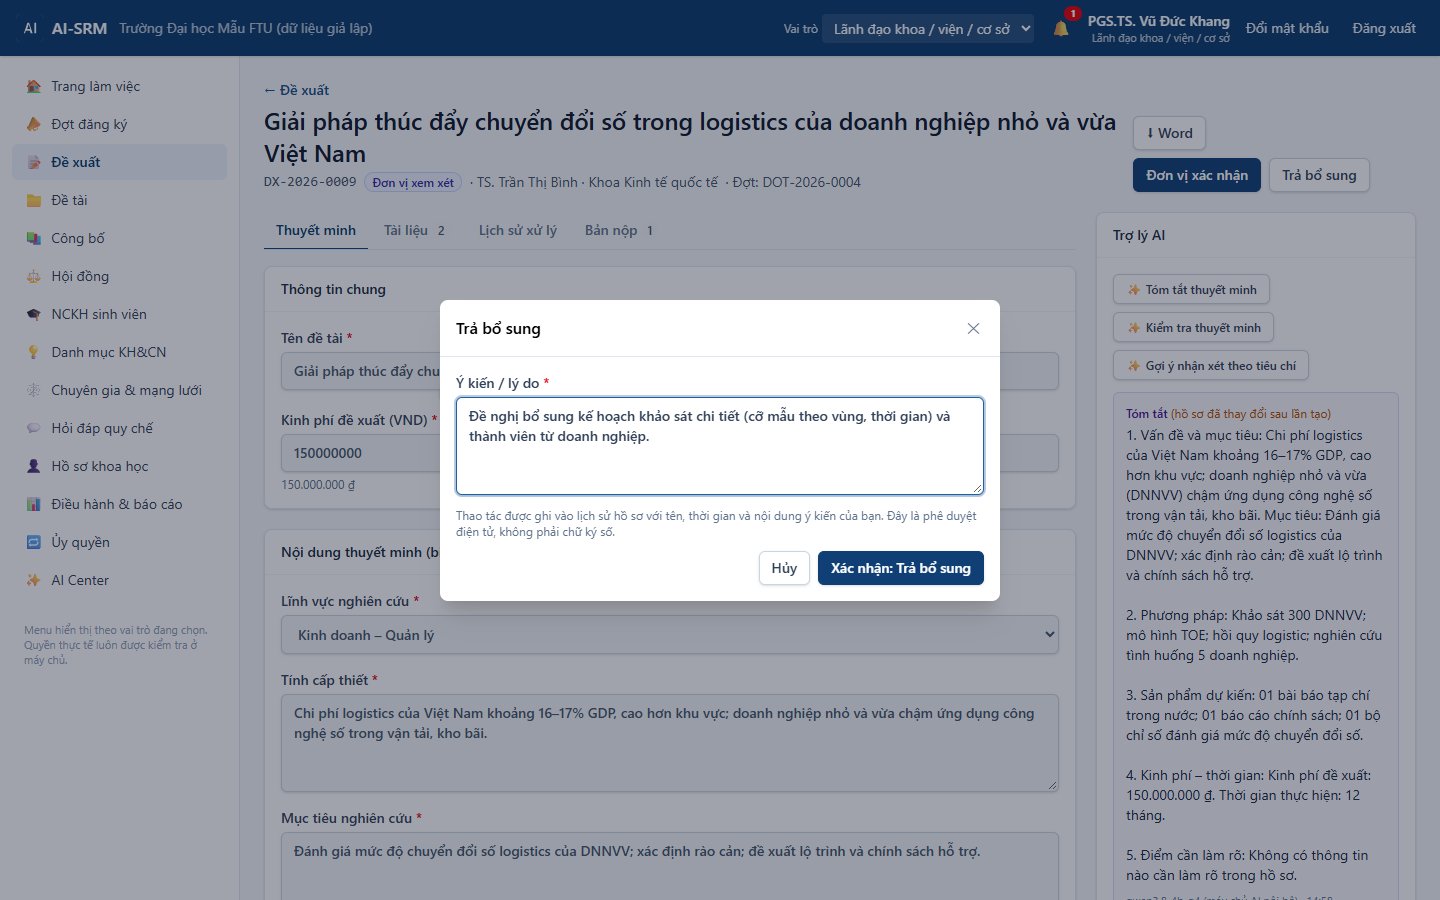 AI AI-SRM Trường Đại học Mẫu FTU (dữ liệu giả lập)
Vai trò Lãnh đạo khoa / viện / cơ sở
1
PGS.TS. Vũ Đức Khang
Lãnh đạo khoa / viện / cơ sở
Đổi mật khẩu
Đăng xuất
Trang làm việc
Đợt đăng ký
Đề xuất
Đề tài
Công bố
Hội đồng
NCKH sinh viên
Danh mục KH&CN
Chuyên gia & mạng lưới
Hỏi đáp quy chế
Hồ sơ khoa học
Điều hành & báo cáo
Ủy quyền
AI Center
Menu hiển thị theo vai trò đang chọn.
Quyền thực tế luôn được kiểm tra ở
máy chủ.
← Đề xuất
Giải pháp thúc đẩy chuyển đổi số trong logistics của doanh nghiệp nhỏ và vừa
Việt Nam
DX-2026-0009 Đơn vị xem xét · TS. Trần Thị Bình · Khoa Kinh tế quốc tế · Đợt: DOT-2026-0004
⬇ Word
Đơn vị xác nhận
Trả bổ sung
Thuyết minh
Tài liệu 2
Lịch sử xử lý
Bản nộp 1
Thông tin chung
Tên đề tài *
Giải pháp thúc đẩy chu
Kinh phí đề xuất (VND) *
150000000
150.000.000 ₫
Nội dung thuyết minh (b
Lĩnh vực nghiên cứu *
Kinh doanh – Quản lý
Tính cấp thiết *
Chi phí logistics của Việt Nam khoảng 16–17% GDP, cao hơn khu vực; doanh nghiệp nhỏ và vừa chậm ứng dụng công
nghệ số trong vận tải, kho bãi.
Mục tiêu nghiên cứu *
Đánh giá mức độ chuyển đổi số logistics của DNNVV; xác định rào cản; đề xuất lộ trình và chính sách hỗ trợ.
Trả bổ sung
Ý kiến / lý do *
Đề nghị bổ sung kế hoạch khảo sát chi tiết (cỡ mẫu theo vùng, thời gian) và
thành viên từ doanh nghiệp.
Thao tác được ghi vào lịch sử hồ sơ với tên, thời gian và nội dung ý kiến của bạn. Đây là phê duyệt
điện tử, không phải chữ ký số.
Hủy
Xác nhận: Trả bổ sung
Trợ lý AI
Tóm tắt thuyết minh
Kiểm tra thuyết minh
Gợi ý nhận xét theo tiêu chí
Tóm tắt (hồ sơ đã thay đổi sau lần tạo)
1. Vấn đề và mục tiêu: Chi phí logistics
của Việt Nam khoảng 16–17% GDP, cao
hơn khu vực; doanh nghiệp nhỏ và vừa
(DNNVV) chậm ứng dụng công nghệ số
trong vận tải, kho bãi. Mục tiêu: Đánh giá
mức độ chuyển đổi số logistics của
DNNVV; xác định rào cản; đề xuất lộ trình
và chính sách hỗ trợ.
2. Phương pháp: Khảo sát 300 DNNVV;
mô hình TOE; hồi quy logistic; nghiên cứu
tình huống 5 doanh nghiệp.
3. Sản phẩm dự kiến: 01 bài báo tạp chí
trong nước; 01 báo cáo chính sách; 01 bộ
chỉ số đánh giá mức độ chuyển đổi số.
4. Kinh phí – thời gian: Kinh phí đề xuất:
150.000.000 ₫. Thời gian thực hiện: 12
tháng.
5. Điểm cần làm rõ: Không có thông tin
nào cần làm rõ trong hồ sơ.